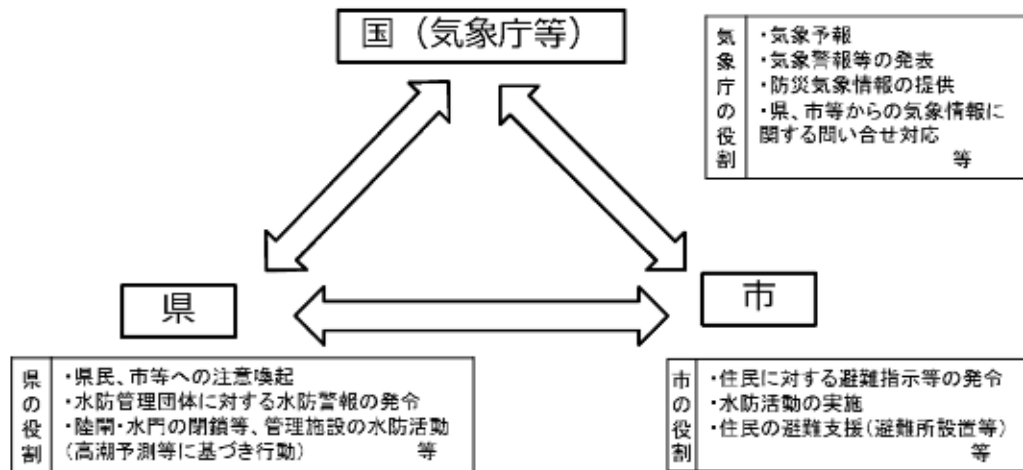 国（気象庁等）
気象庁の役割
・気象予報
・気象警報等の発表
・防災気象情報の提供
・県、市等からの気象情報に
関する問い合せ対応
等
県
市
県の役割
・県民、市等への注意喚起
・水防管理団体に対する水防警報の発令
・陸閘・水門の閉鎖等、管理施設の水防活動
(高潮予測等に基づき行動)　等
市の役割
・住民に対する避難指示等の発令
・水防活動の実施
・住民の避難支援(避難所設置等)
等